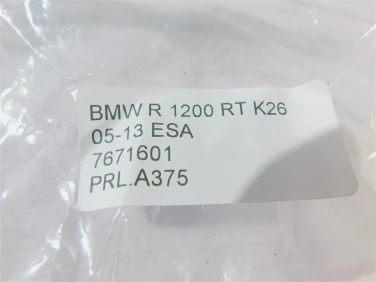 BMW R 1200 RT K26
05-13 ESA
7671601
PRL.A375